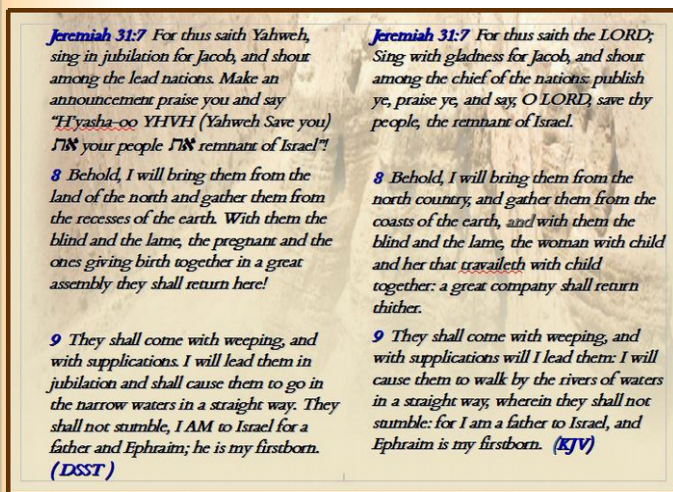 Jeremiah 31:7 For thus saith Yahweh,
sing in jubilation for Jacob, and shout
among the lead nations. Make an
announcement praise you and say
"H'yasha-oo YHVH (Yahweh Save you)
את your people את remnant of Israel"!
8 Behold, I will bring them from the
land of the north and gather them from
the recesses of the earth. With them the
blind and the lame, the pregnant and the
ones giving birth together in a great
assembly they shall return here!
9 They shall come with weeping, and
with supplications. I will lead them in
jubilation and shall cause them to go in
the narrow waters in a straight way. They
shall not stumble, I AM to Israel for a
father and Ephraim; he is my firstborn.
( DSST )
Jeremiah 31:7 For thus saith the LORD;
Sing with gladness for Jacob, and shout
among the chief of the nations: publish
ye, praise ye, and say, O LORD, save thy
people, the remnant of Israel.
8 Behold, I will bring them from the
north country, and gather them from the
coasts of the earth, and with them the
blind and the lame, the woman with child
and her that travaileth with child
together: a great company shall return
thither.
9 They shall come with weeping, and
with supplications will I lead them: I will
cause them to walk by the rivers of waters
in a straight way, wherein they shall not
stumble: for I am a father to Israel, and
Ephraim is my firstborn. (KJV)